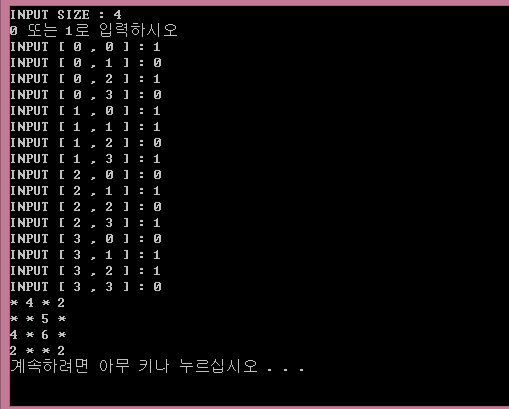 INPUT SIZE : 4
0 또는 1로 입력하시오
INPUT [ 0 , 0 ] : 1
INPUT [ 0 , 1 ] : 0
INPUT [ 0 , 2 ] : 1
INPUT [ 0 , 3 ] : 0
INPUT [ 1 , 0 ] : 1
INPUT [ 1 , 1 ] : 1
INPUT [ 1 , 2 ] : 0
INPUT [ 1 , 3 ] : 1
INPUT [ 2 , 0 ] : 0
INPUT [ 2 , 1 ] : 1
INPUT [ 2 , 2 ] : 0
INPUT [ 2 , 3 ] : 1
INPUT [ 3 , 0 ] : 0
INPUT [ 3 , 1 ] : 1
INPUT [ 3 , 2 ] : 1
INPUT [ 3 , 3 ] : 0
* 4 * 2
* * 5 *
4 * 6 *
2 * * 2
계속하려면 아무 키나 누르십시오 . . .